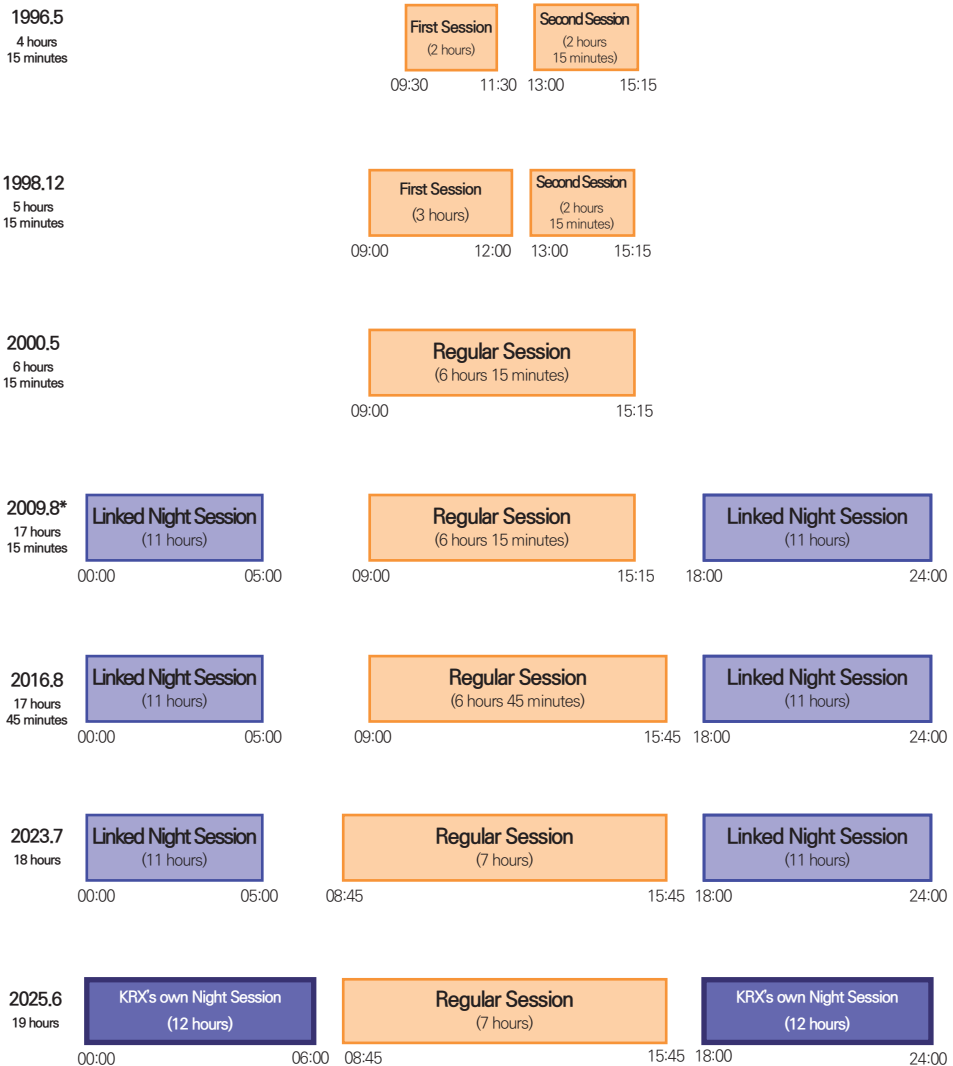 1996.5
4 hours
15 minutes
First Session
(2 hours)
Second Session
(2 hours
15 minutes)
09:30
11:30
13:00
15:15
1998.12
5 hours
15 minutes
First Session
(3 hours)
Second Session
(2 hours
15 minutes)
09:00
12:00
13:00
15:15
2000.5
6 hours
15 minutes
Regular Session
(6 hours 15 minutes)
09:00
15:15
2009.8*
17 hours
15 minutes
Linked Night Session
(11 hours)
Regular Session
(6 hours 15 minutes)
Linked Night Session
(11 hours)
00:00
05:00
09:00
15:15
18:00
24:00
2016.8
17 hours
45 minutes
Linked Night Session
(11 hours)
Regular Session
(6 hours 45 minutes)
Linked Night Session
(11 hours)
00:00
05:00
09:00
15:45
18:00
24:00
2023.7
18 hours
Linked Night Session
(11 hours)
Regular Session
(7 hours)
Linked Night Session
(11 hours)
00:00
05:00
08:45
15:45
18:00
24:00
2025.6
19 hours
KRX's own Night Session
(12 hours)
Regular Session
(7 hours)
KRX's own Night Session
(12 hours)
00:00
06:00
08:45
15:45
18:00
24:00